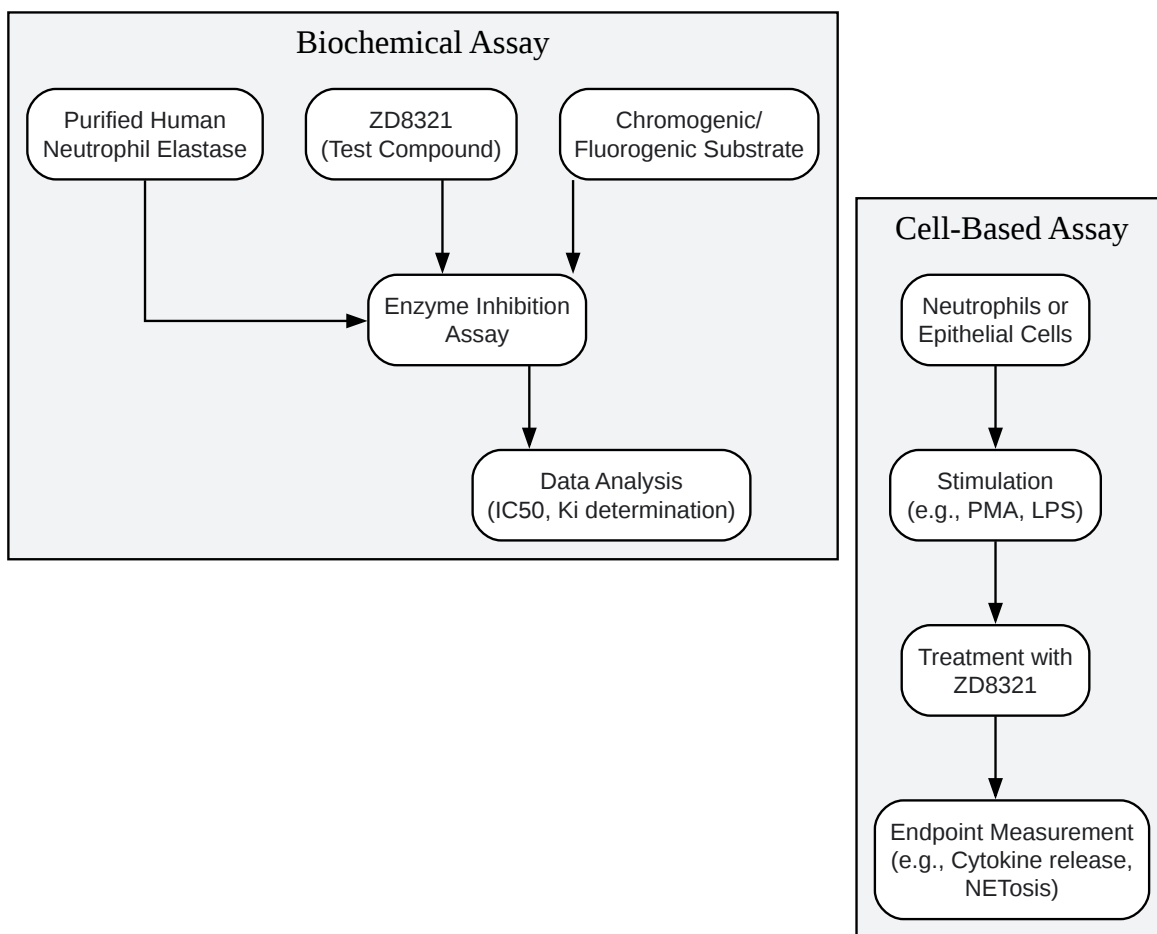 Biochemical Assay
Purified Human
Neutrophil Elastase
ZD8321
(Test Compound)
Chromogenic/
Fluorogenic Substrate
Enzyme Inhibition
Assay
Data Analysis
(IC50, Ki determination)
Cell-Based Assay
Neutrophils or
Epithelial Cells
Stimulation
(e.g., PMA, LPS)
Treatment with
ZD8321
Endpoint Measurement
(e.g., Cytokine release,
NETosis)